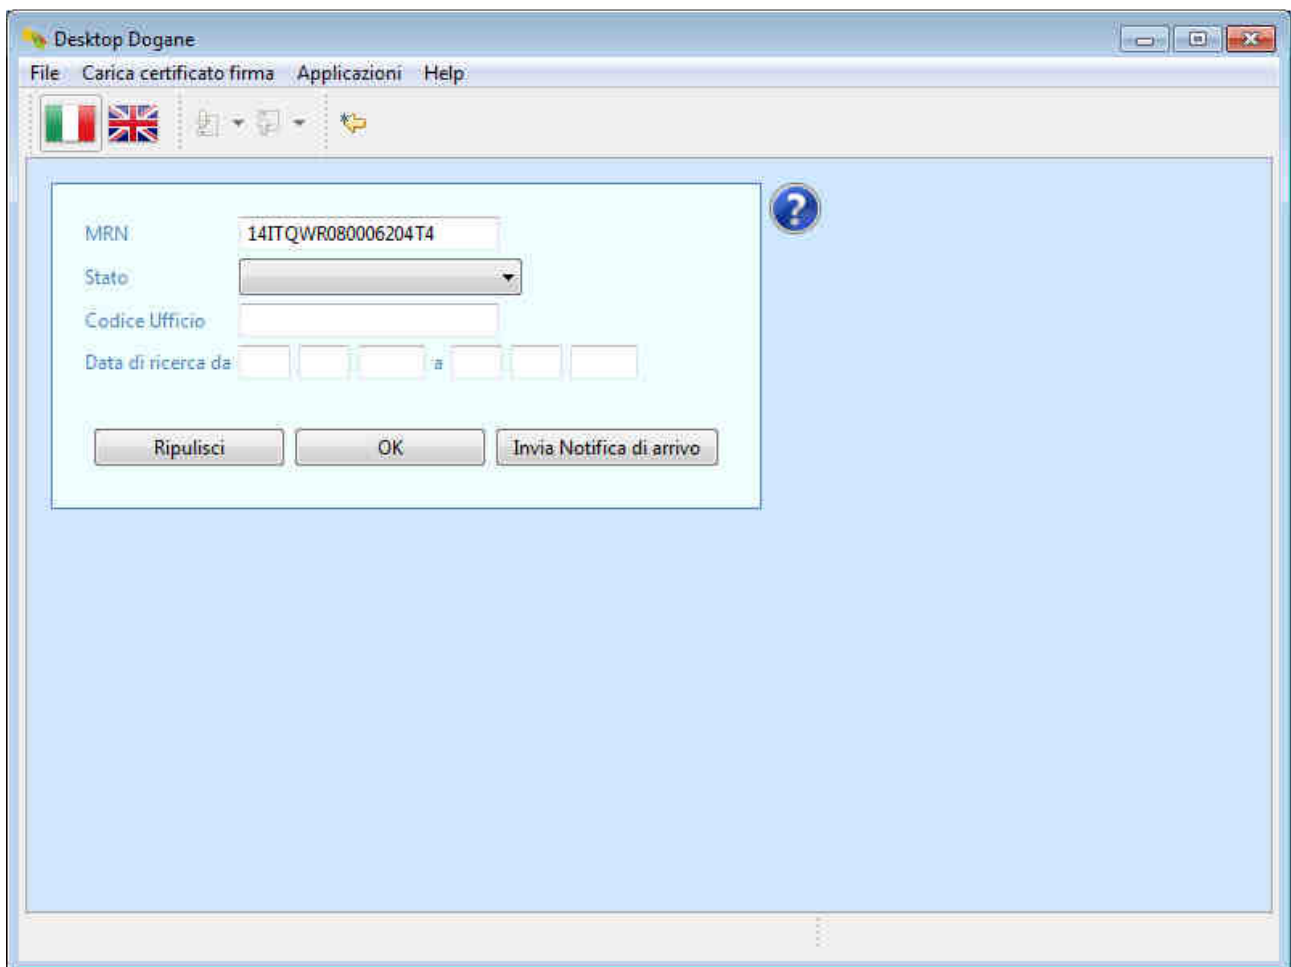 Desktop Dogane
File Carica certificato firma Applicazioni Help
?
MRN 14ITQWR080006204T4
Stato
Codice Ufficio
Data di ricerca da a
Ripulisci OK Invia Notifica di arrivo